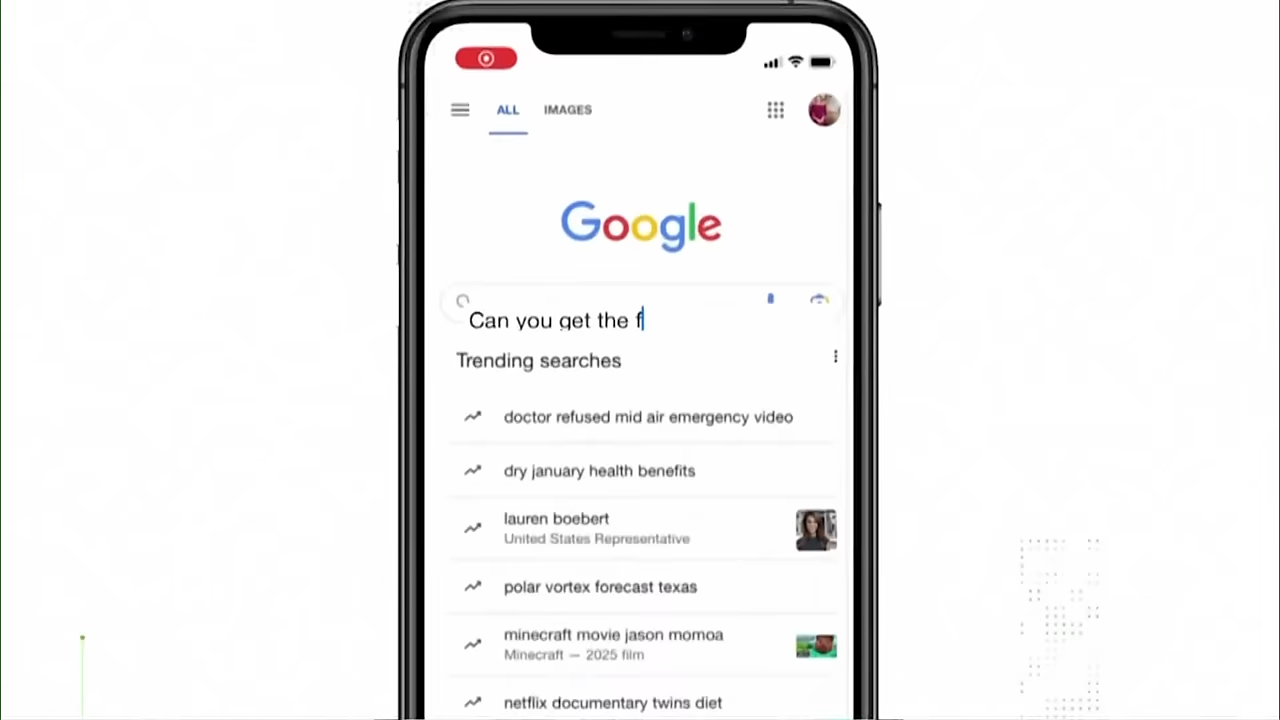 ALL IMAGES
Google
Can you get the f
Trending searches
doctor refused mid air emergency video
dry january health benefits
lauren boebert
United States Representative
polar vortex forecast texas
minecraft movie jason momoa
Minecraft — 2025 film
netflix documentary twins diet